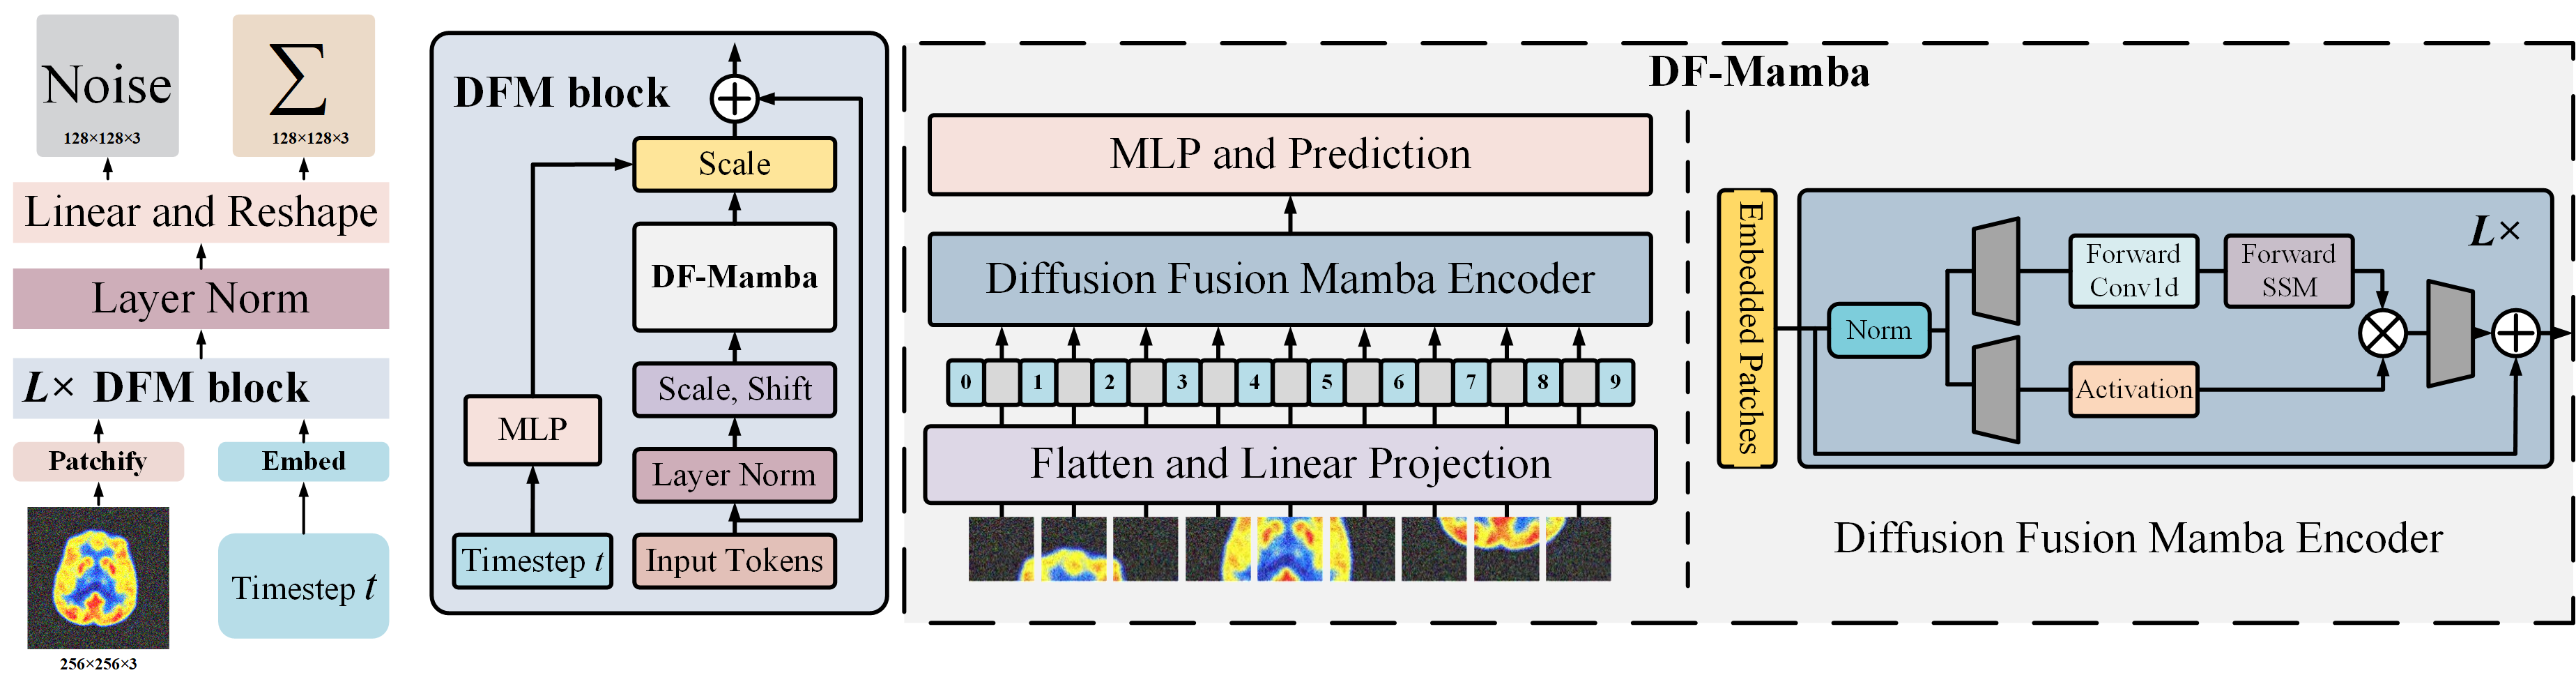 Noise
128×128×3
∑
128×128×3
Linear and Reshape
Layer Norm
L× DFM block
Patchify
Embed
Timestep t
256×256×3
DFM block
Scale
DF-Mamba
Scale, Shift
MLP
Layer Norm
Timestep t
Input Tokens
DF-Mamba
MLP and Prediction
Diffusion Fusion Mamba Encoder
0 1 2 3 4 5 6 7 8 9
Flatten and Linear Projection
Embedded Patches
L×
Norm
Forward
Conv1d
Forward
SSM
Activation
Diffusion Fusion Mamba Encoder